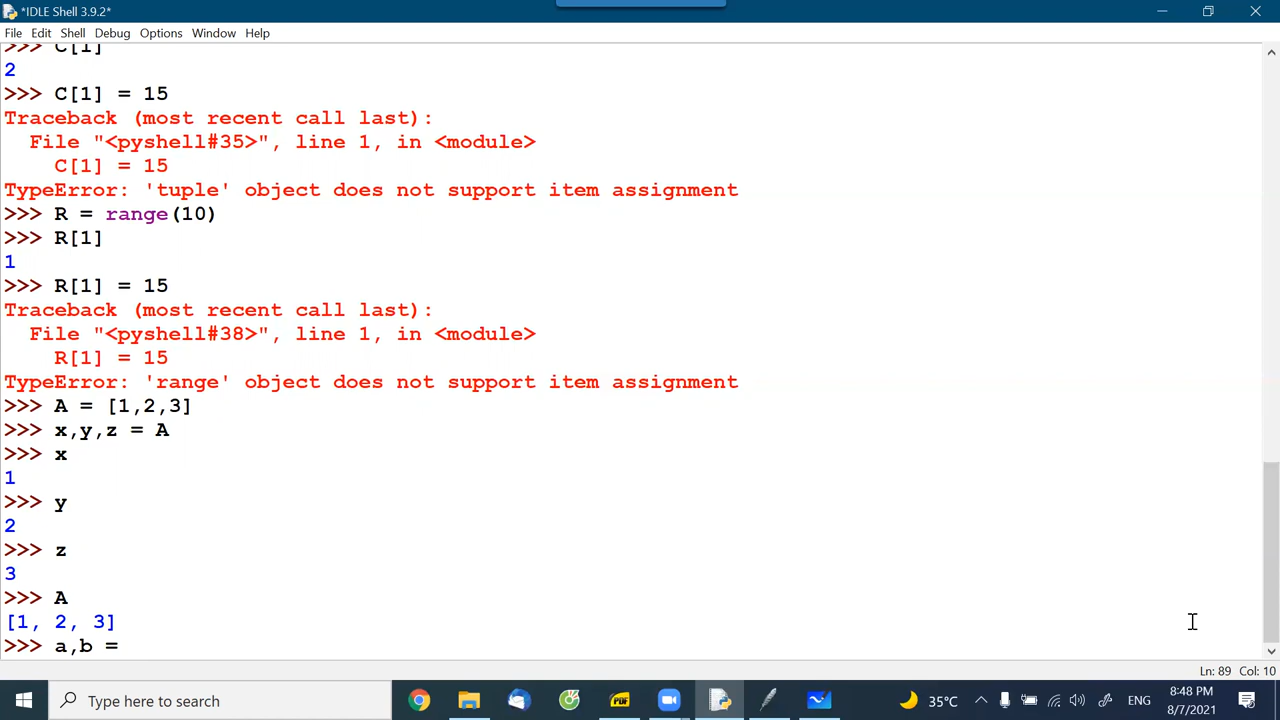 *IDLE Shell 3.9.2*
File Edit Shell Debug Options Window Help
>>> C[1]
2
>>> C[1] = 15
Traceback (most recent call last):
  File "<pyshell#35>", line 1, in <module>
    C[1] = 15
TypeError: 'tuple' object does not support item assignment
>>> R = range(10)
>>> R[1]
1
>>> R[1] = 15
Traceback (most recent call last):
  File "<pyshell#38>", line 1, in <module>
    R[1] = 15
TypeError: 'range' object does not support item assignment
>>> A = [1,2,3]
>>> x,y,z = A
>>> x
1
>>> y
2
>>> z
3
>>> A
[1, 2, 3]
>>> a,b =
Ln: 89 Col: 10
Type here to search
PDF
35°C
ENG
8:48 PM
8/7/2021